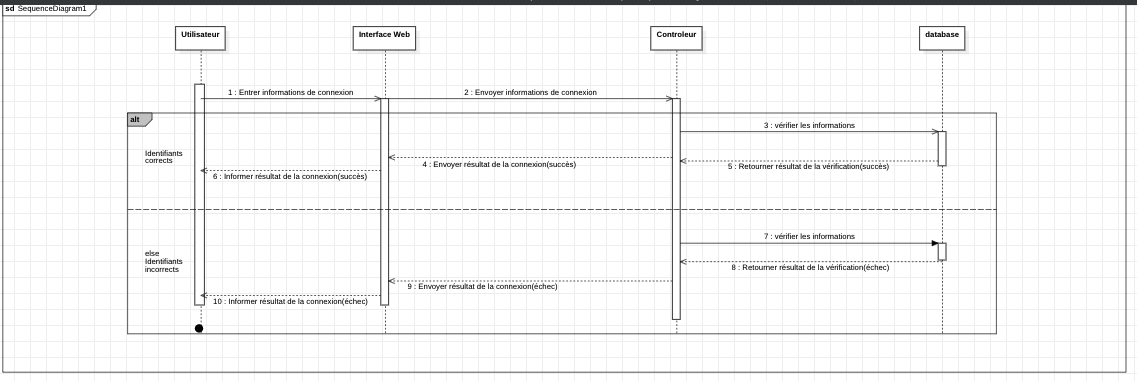 sd SequenceDiagram1
Utilisateur
Interface Web
Controleur
database
1 : Entrer informations de connexion
2 : Envoyer informations de connexion
alt
3 : vérifier les informations
Identifiants
corrects
4 : Envoyer résultat de la connexion(succès)
5 : Retourner résultat de la vérification(succès)
6 : Informer résultat de la connexion(succès)
7 : vérifier les informations
else
Identifiants
incorrects
8 : Retourner résultat de la vérification(échec)
9 : Envoyer résultat de la connexion(échec)
10 : Informer résultat de la connexion(échec)